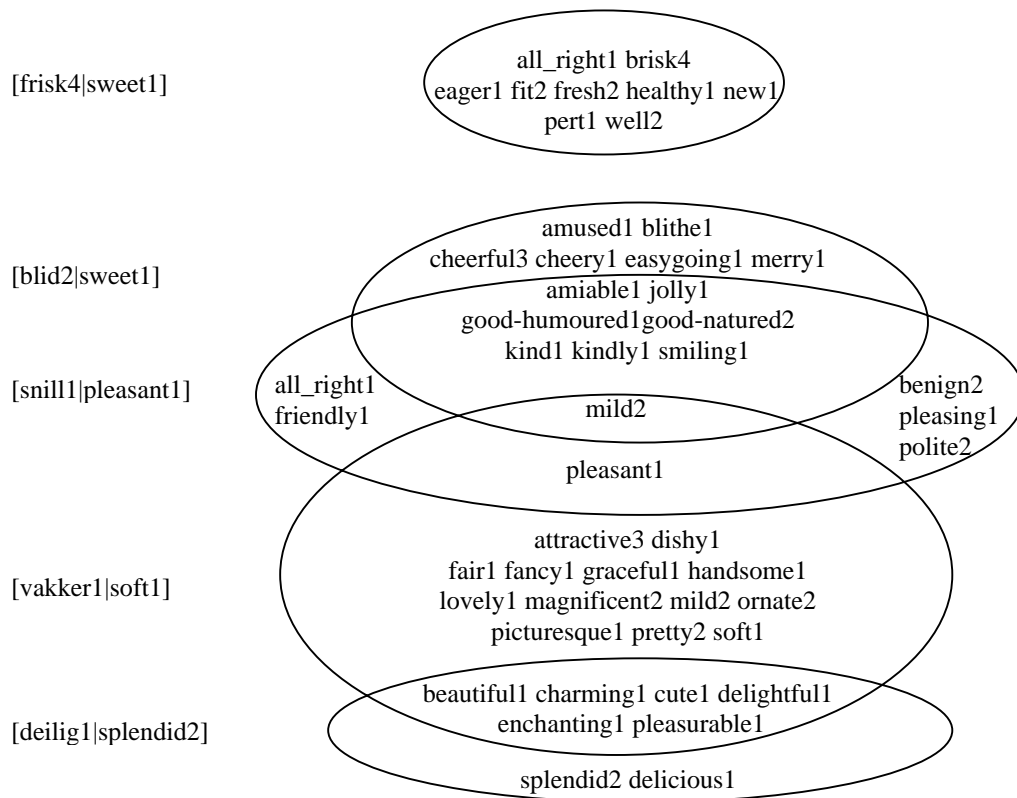 all_right1 brisk4
[frisk4|sweet1]
eager1 fit2 fresh2 healthy1 new1
pert1 well2
amused1 blithe1
cheerful3 cheery1 easygoing1 merry1
[blid2|sweet1]
amiable1 jolly1
good-humoured1good-natured2
kind1 kindly1 smiling1
[snill1|pleasant1]
all_right1
friendly1
benign2
pleasing1
polite2
mild2
pleasant1
attractive3 dishy1
fair1 fancy1 graceful1 handsome1
[vakker1|soft1]
lovely1 magnificent2 mild2 ornate2
picturesque1 pretty2 soft1
beautiful1 charming1 cute1 delightful1
enchanting1 pleasurable1
[deilig1|splendid2]
splendid2 delicious1